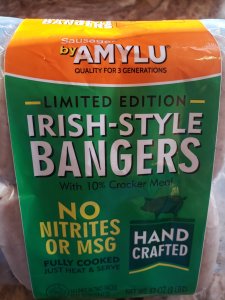 Sausages
by AMYLU
QUALITY FOR 3 GENERATIONS
LIMITED EDITION
IRISH-STYLE
BANGERS
With 10% Cracker Meal
NO
NITRITES
OR MSG
HAND
CRAFTED
FULLY COOKED
JUST HEAT & SERVE